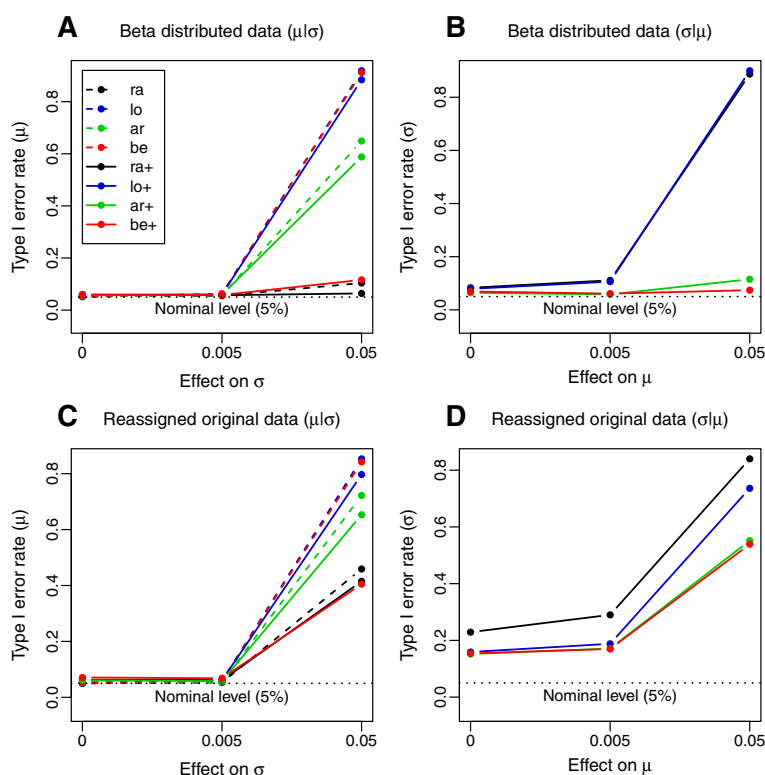 A
Beta distributed data (μ|σ)
Type I error rate (μ)
0.8
0.6
0.4
0.2
0.0
ra
lo
ar
be
ra+
lo+
ar+
be+
Nominal level (5%)
0
0.005
0.05
Effect on σ
B
Beta distributed data (σ|μ)
Type I error rate (σ)
0.8
0.6
0.4
0.2
0.0
Nominal level (5%)
0
0.005
0.05
Effect on μ
C
Reassigned original data (μ|σ)
Type I error rate (μ)
0.8
0.6
0.4
0.2
0.0
Nominal level (5%)
0
0.005
0.05
Effect on σ
D
Reassigned original data (σ|μ)
Type I error rate (σ)
0.8
0.6
0.4
0.2
0.0
Nominal level (5%)
0
0.005
0.05
Effect on μ